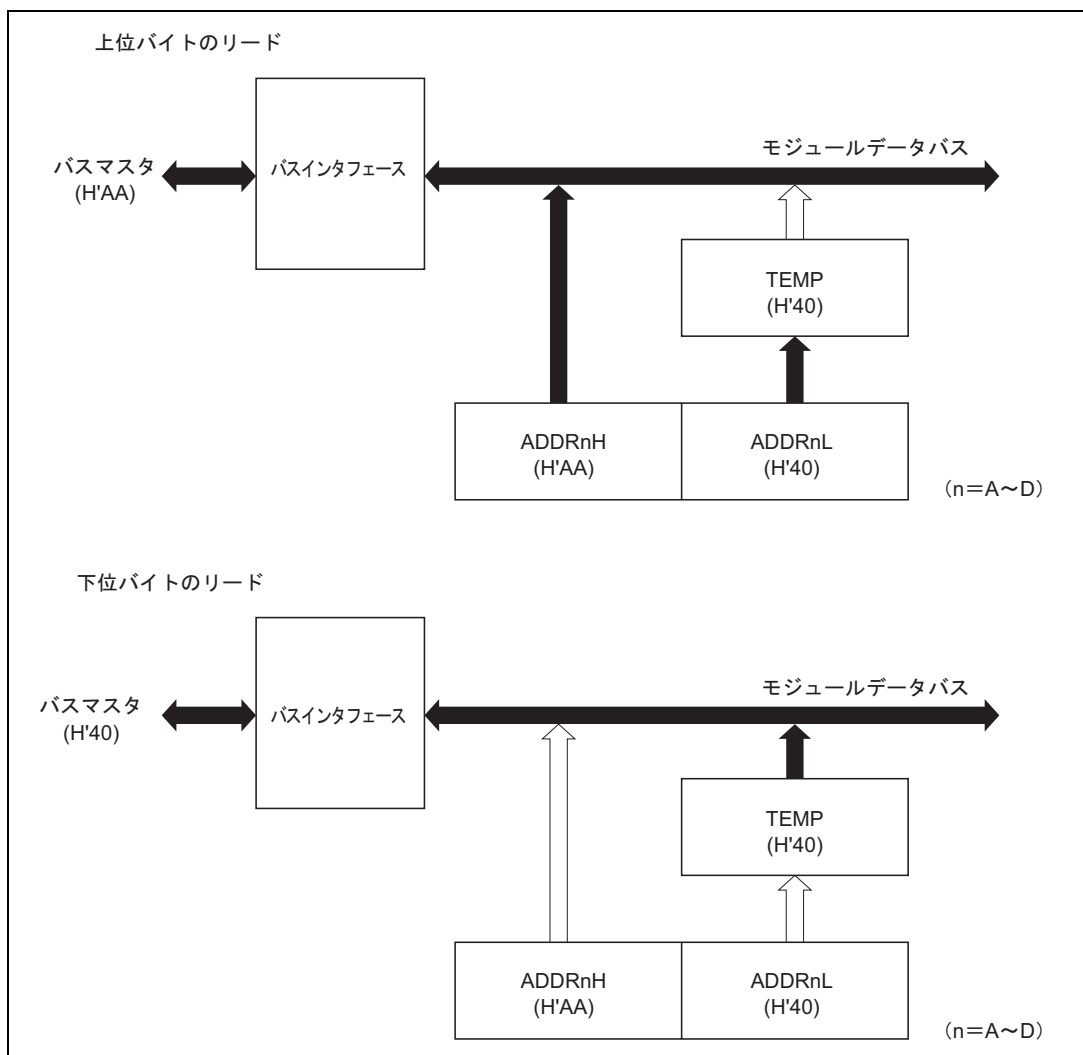 上位バイトのリード
モジュールデータバス
バスマスタ
(H'AA)
バスインタフェース
TEMP
(H'40)
ADDRnH
(H'AA)
ADDRnL
(H'40)
(n=A~D)
下位バイトのリード
モジュールデータバス
バスマスタ
(H'40)
バスインタフェース
TEMP
(H'40)
ADDRnH
(H'AA)
ADDRnL
(H'40)
(n=A~D)